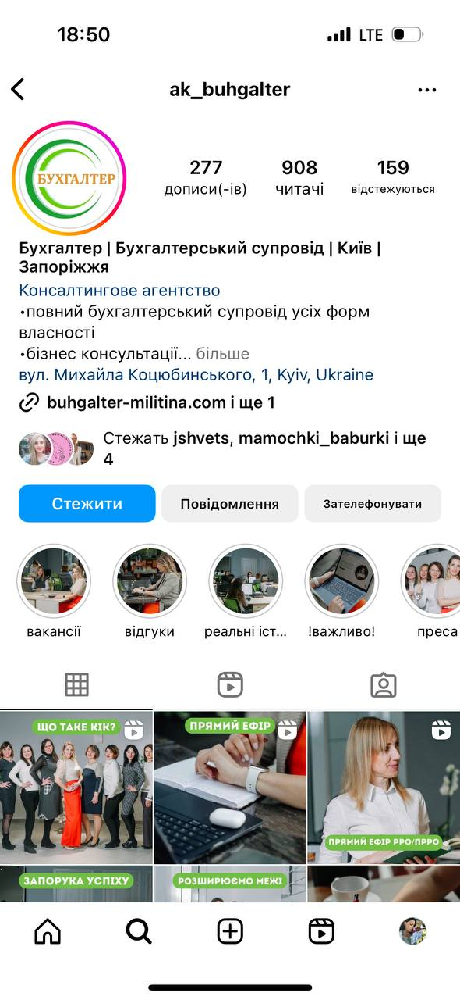 18:50
LTE
ak_buhgalter
БУХГАЛТЕР
277
908
159
дописи(-ів)
читачі
відстежуються
Бухгалтер | Бухгалтерський супровід | Київ |
Запоріжжя
Консалтингове агентство
•повний бухгалтерський супровід усіх форм
власності
•бізнес консультації... більше
вул. Михайла Коцюбинського, 1, Kyiv, Ukraine
buhgalter-militina.com і ще 1
Стежать jshvets, mamochki_baburki і ще
4
Стежити
Повідомлення
Зателефонувати
вакансії
відгуки
реальні іст...
!важливо!
преса
ЩО ТАКЕ КІК?
ПРЯМИЙ ЕФІР
ПРЯМИЙ ЕФІР РРО/ПРРО
ЗАПОРУКА УСПІХУ
РОЗШИРЮЄМО МЕЖІ